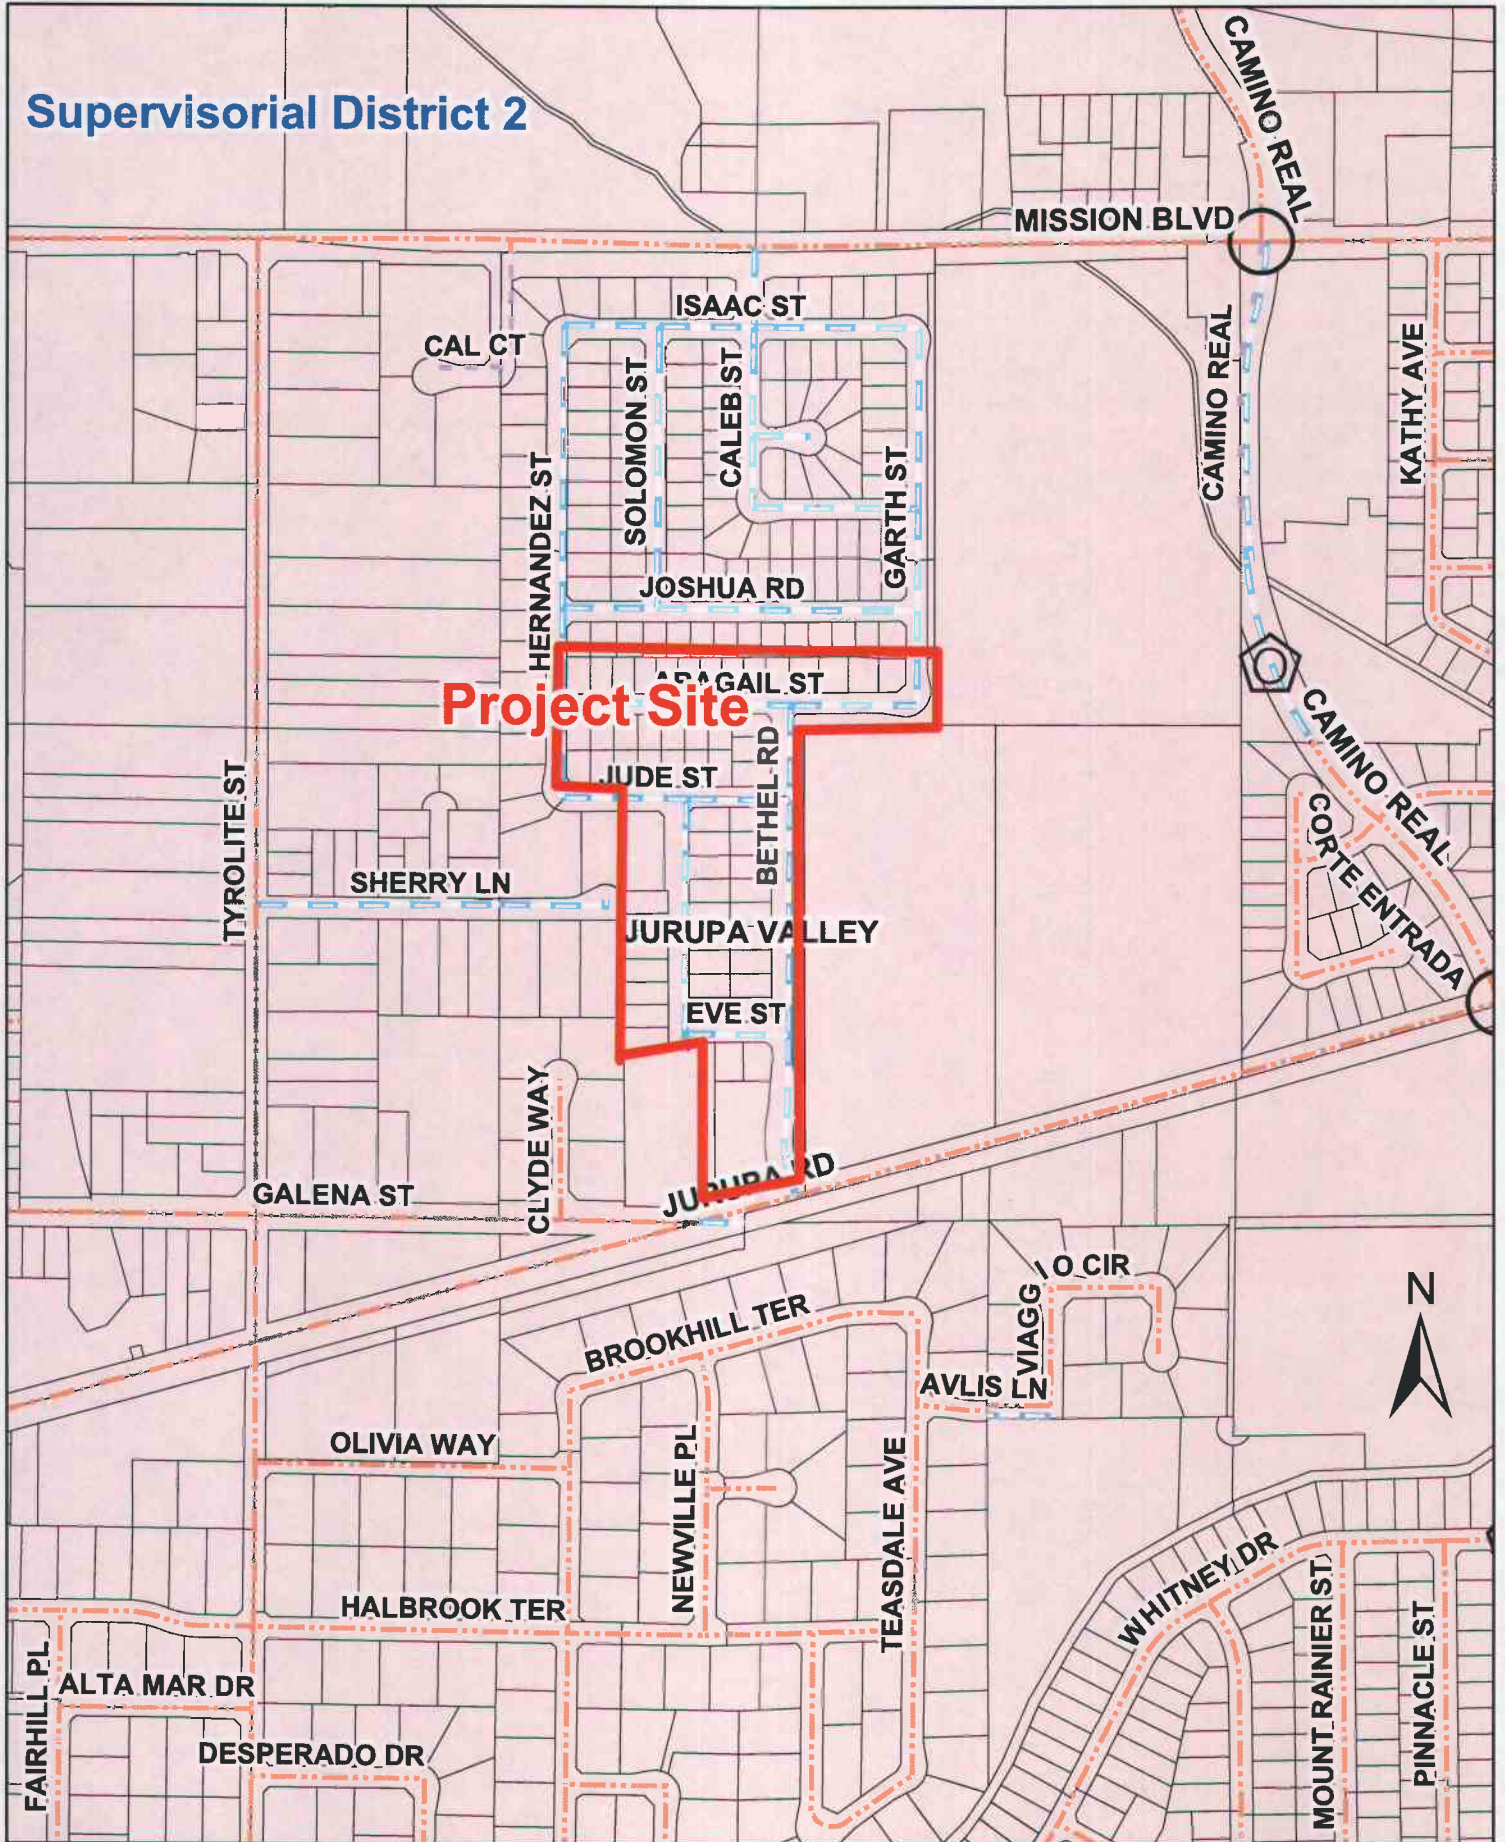 CAMINO REAL
Supervisorial District 2
MISSION BLVD
ISAAC ST
CAL CT
SOLOMON ST
CALEB ST
CAMINO REAL
KATHY AVE
HERNANDEZ ST
GARTH ST
JOSHUA RD
ABAGAIL ST
Project Site
BETHEL RD
JUDE ST
CAMINO REAL
TYROLITE ST
CORTE ENTRADA
SHERRY LN
JURUPA VALLEY
EVE ST
CLYDE WAY
JURUPA RD
GALENA ST
VIAGGIO CIR
N
BROOKHILL TER
AVLIS LN
OLIVIA WAY
NEWVILLE PL
TEASDALE AVE
WHITNEY DR
HALBROOK TER
MOUNT RAINIER ST
PINNACLE ST
FAIRHILL PL
ALTA MAR DR
DESPERADO DR